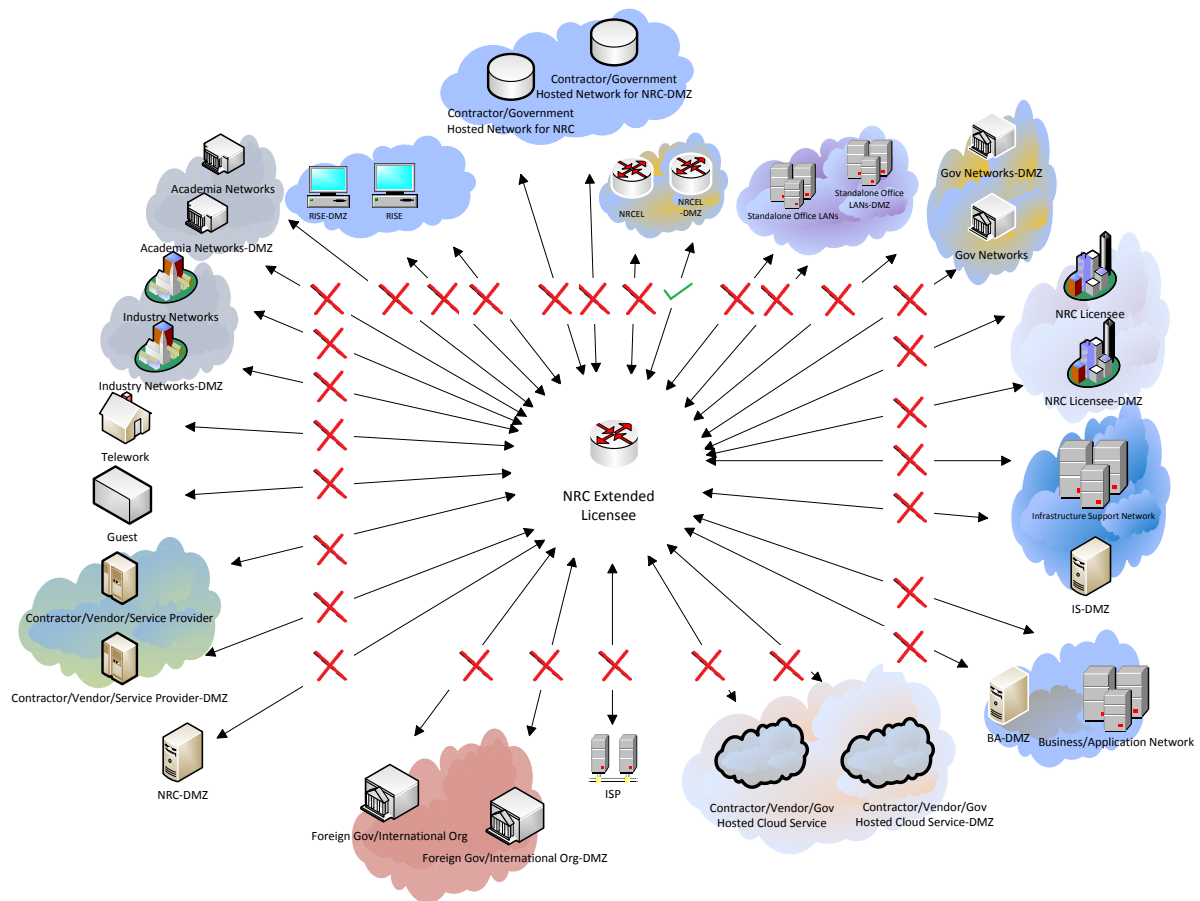 Contractor/Government
Hosted Network for NRC-DMZ
Contractor/Government
Hosted Network for NRC
Academia Networks
Academia Networks-DMZ
RISE-DMZ
RISE
NRCEL
NRCEL
-DMZ
Standalone Office LANs
Standalone Office
LANs-DMZ
Gov Networks-DMZ
Gov Networks
Industry Networks
Industry Networks-DMZ
NRC Licensee
NRC Licensee-DMZ
Telework
Guest
NRC Extended
Licensee
Infrastructure Support Network
IS-DMZ
Contractor/Vendor/Service Provider
Contractor/Vendor/Service Provider-DMZ
NRC-DMZ
BA-DMZ
Business/Application Network
ISP
Contractor/Vendor/Gov
Hosted Cloud Service
Contractor/Vendor/Gov
Hosted Cloud Service-DMZ
Foreign Gov/International Org
Foreign Gov/International Org-DMZ